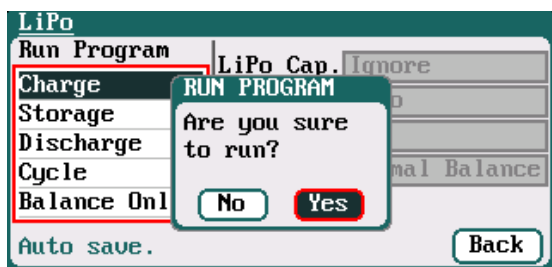 LiPo
Run Program
LiPo Cap. Ignore
Charge
RUN PROGRAM
Storage
Are you sure
to run?
Discharge
Cycle
mal Balance
Balance Onl
No Yes
Auto save.
Back